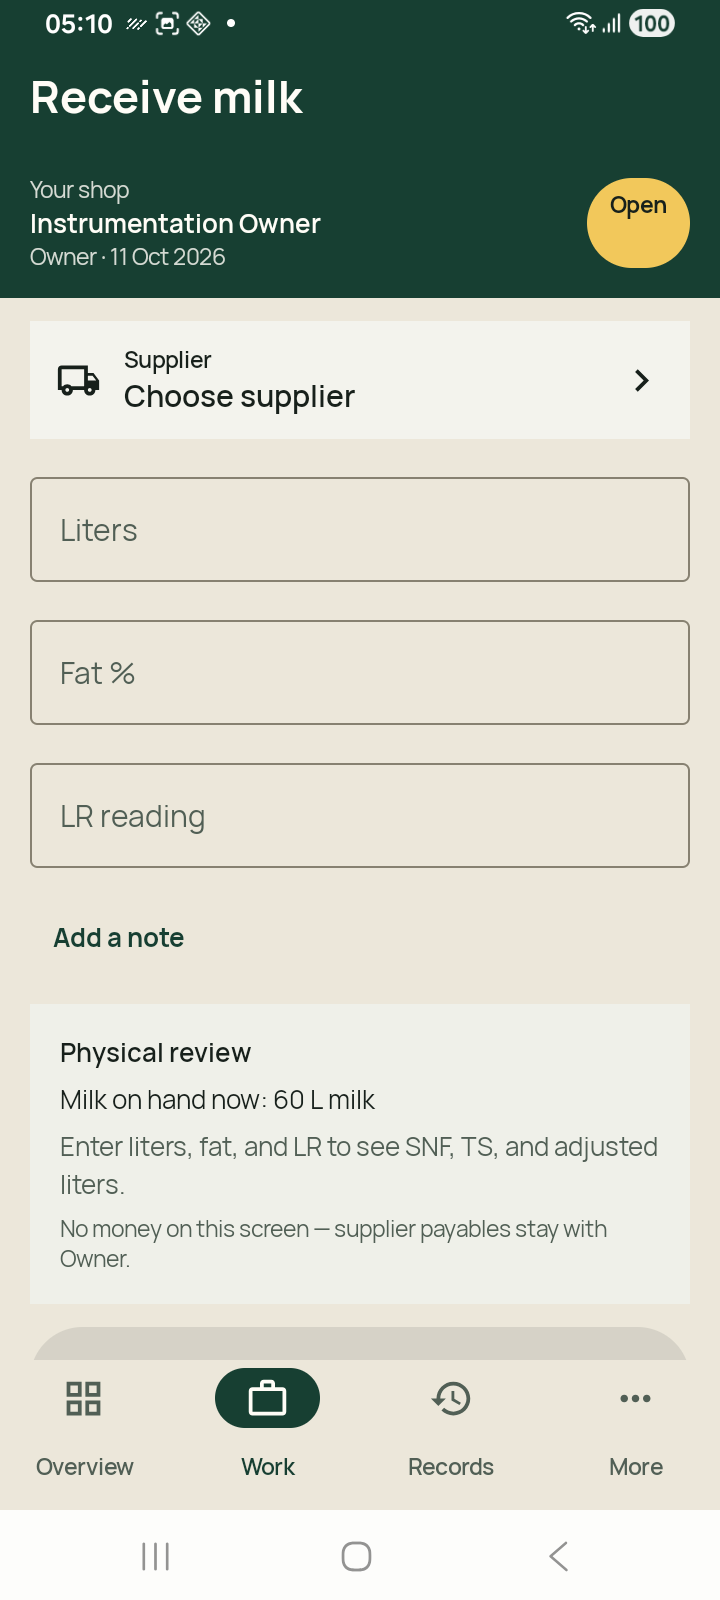 05:10
100
Receive milk
Your shop
Instrumentation Owner
Owner · 11 Oct 2026
Open
Supplier
Choose supplier
Liters
Fat %
LR reading
Add a note
Physical review
Milk on hand now: 60 L milk
Enter liters, fat, and LR to see SNF, TS, and adjusted
liters.
No money on this screen — supplier payables stay with
Owner.
Overview
Work
Records
More